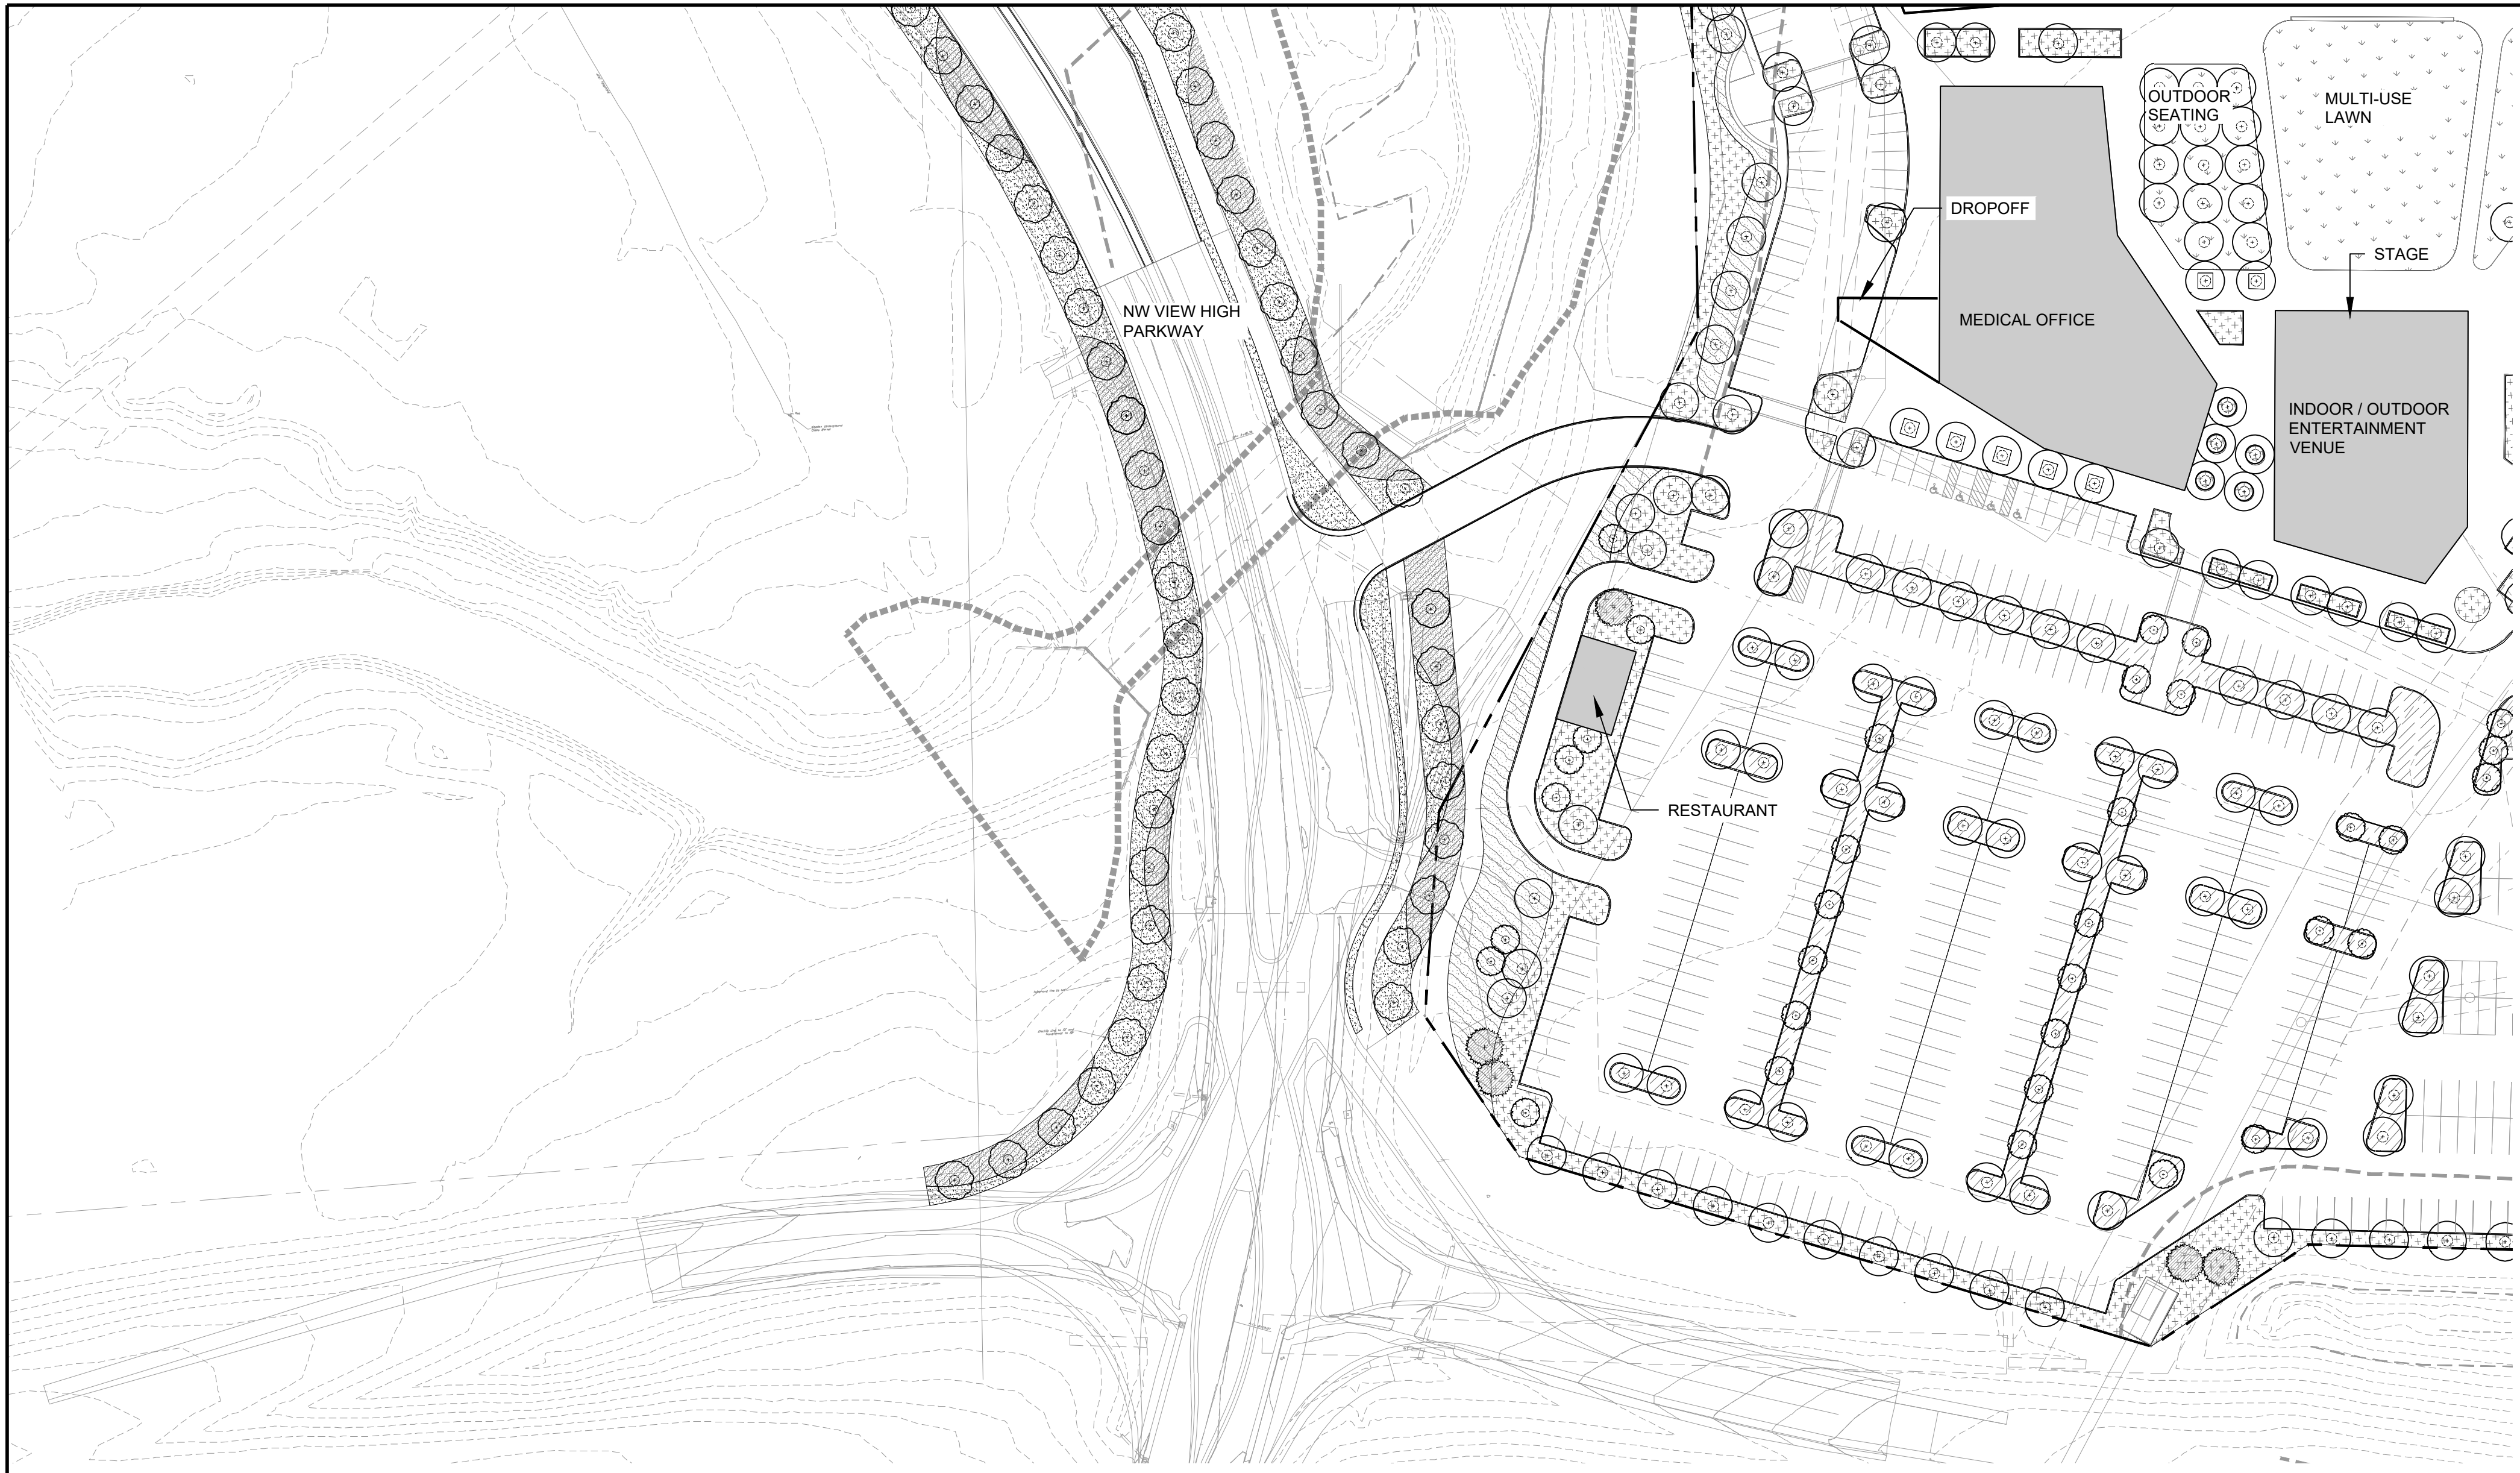 OUTDOOR
SEATING
MULTI-USE
LAWN
DROPOFF
STAGE
NW VIEW HIGH
PARKWAY
MEDICAL OFFICE
INDOOR / OUTDOOR
ENTERTAINMENT
VENUE
RESTAURANT